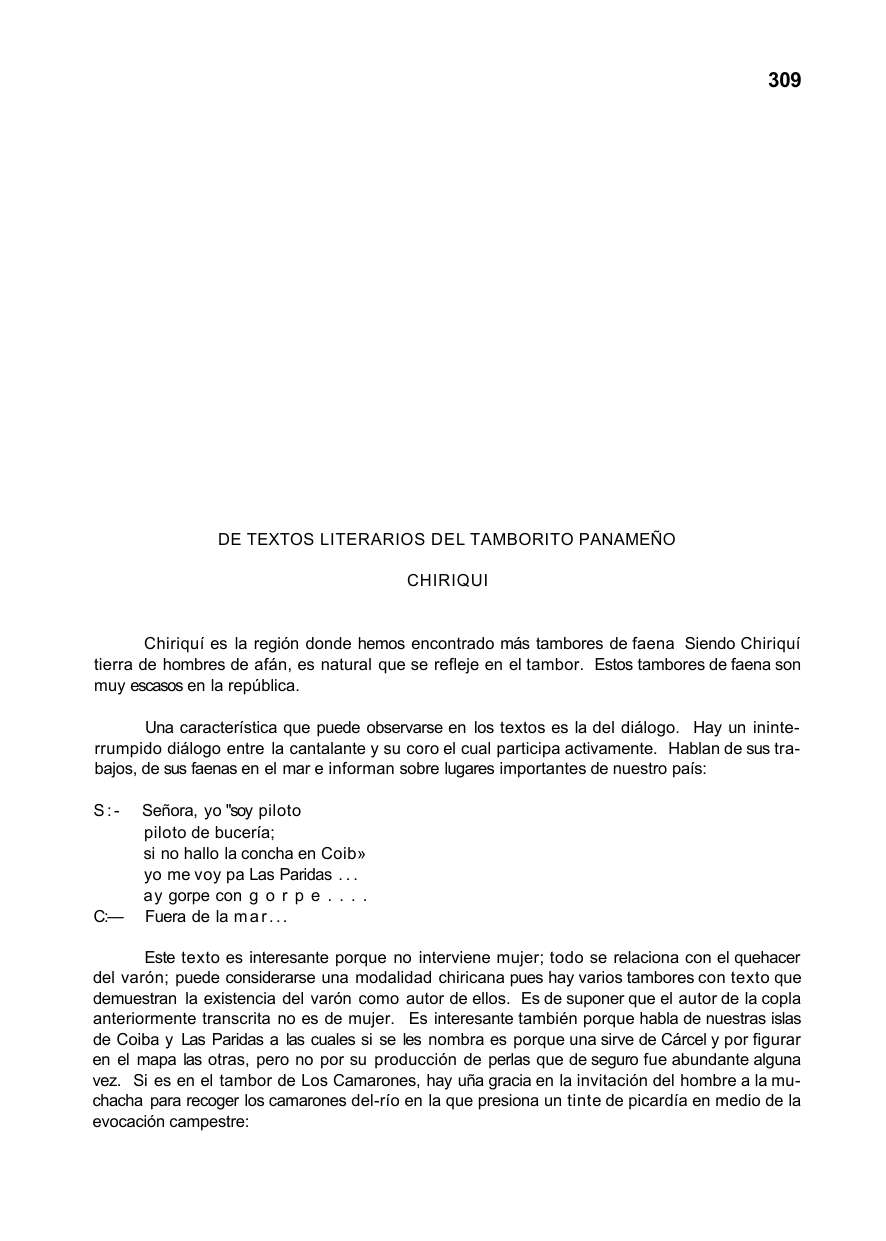 309
DE TEXTOS LITERARIOS DEL TAMBORITO PANAMEÑO
CHIRIQUI
Chiriquí es la región donde hemos encontrado más tambores de faena Siendo Chiriquí
tierra de hombres de afán, es natural que se refleje en el tambor. Estos tambores de faena son
muy escasos en la república.
Una característica que puede observarse en los textos es la del diálogo. Hay un ininte-
rrumpido diálogo entre la cantalante y su coro el cual participa activamente. Hablan de sus tra-
bajos, de sus faenas en el mar e informan sobre lugares importantes de nuestro país:
S:- Señora, yo "soy piloto
piloto de bucería;
si no hallo la concha en Coib»
yo me voy pa Las Paridas ...
ay gorpe con g o r p e . . . .
C:— Fuera de la mar...
Este texto es interesante porque no interviene mujer; todo se relaciona con el quehacer
del varón; puede considerarse una modalidad chiricana pues hay varios tambores con texto que
demuestran la existencia del varón como autor de ellos. Es de suponer que el autor de la copla
anteriormente transcrita no es de mujer. Es interesante también porque habla de nuestras islas
de Coiba y Las Paridas a las cuales si se les nombra es porque una sirve de Cárcel y por figurar
en el mapa las otras, pero no por su producción de perlas que de seguro fue abundante alguna
vez. Si es en el tambor de Los Camarones, hay uña gracia en la invitación del hombre a la mu-
chacha para recoger los camarones del-río en la que presiona un tinte de picardía en medio de la
evocación campestre: